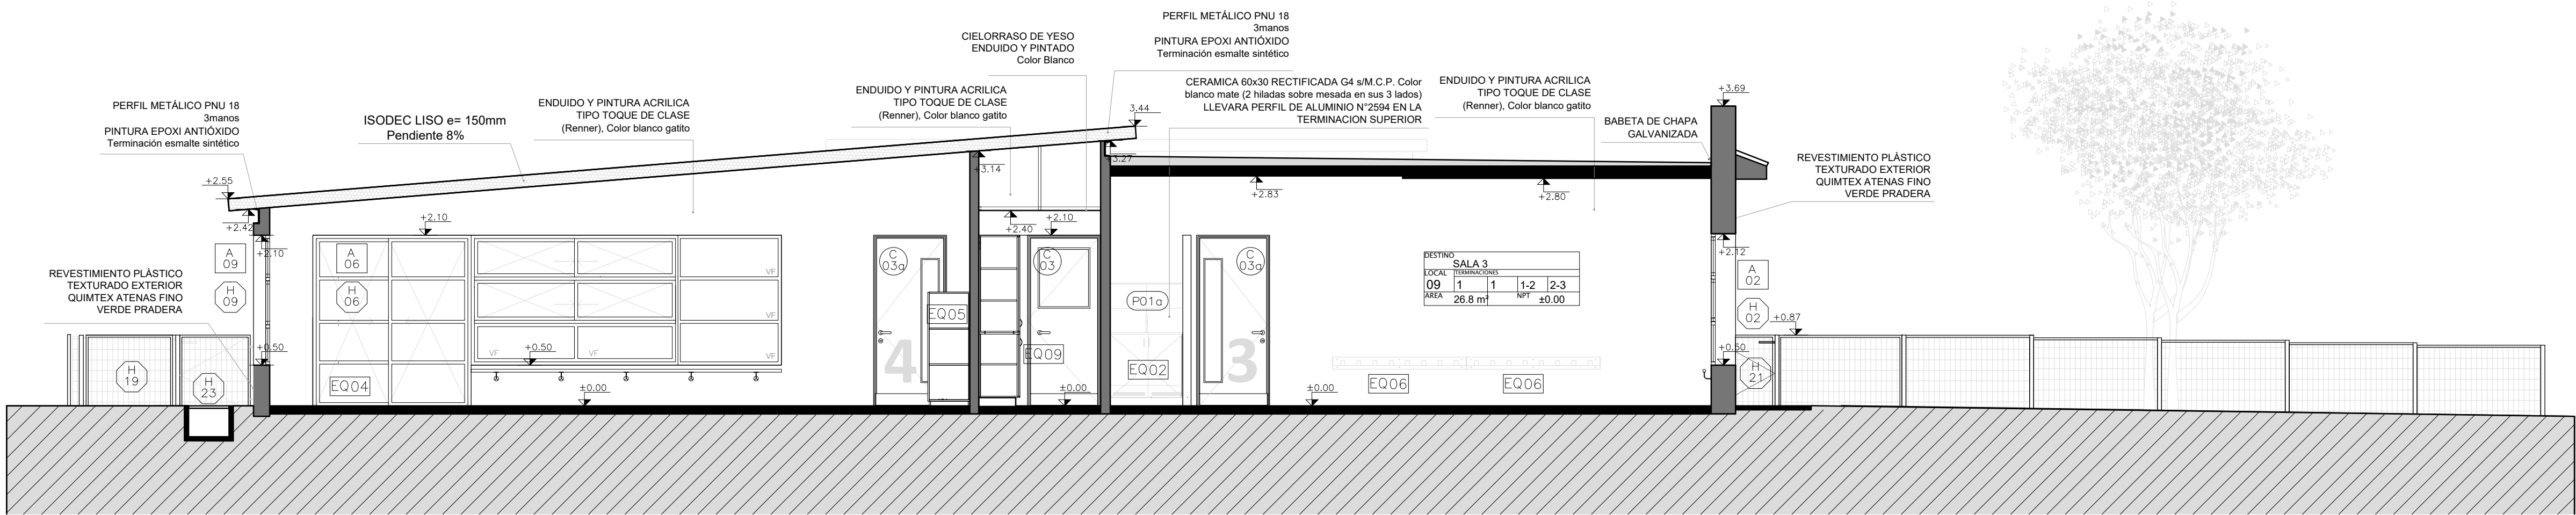 PERFIL METÁLICO PNU 18
3manos
PINTURA EPOXI ANTIÓXIDO
Terminación esmalte sintético
ISODEC LISO e= 150mm
Pendiente 8%
ENDUIDO Y PINTURA ACRILICA
TIPO TOQUE DE CLASE
(Renner), Color blanco gatito
ENDUIDO Y PINTURA ACRILICA
TIPO TOQUE DE CLASE
(Renner), Color blanco gatito
CIELORRASO DE YESO
ENDUIDO Y PINTADO
Color Blanco
PERFIL METÁLICO PNU 18
3manos
PINTURA EPOXI ANTIÓXIDO
Terminación esmalte sintético
CERAMICA 60x30 RECTIFICADA G4 s/M.C.P. Color
blanco mate (2 hiladas sobre mesada en sus 3 lados)
LLEVARA PERFIL DE ALUMINIO N°2594 EN LA
TERMINACION SUPERIOR
ENDUIDO Y PINTURA ACRILICA
TIPO TOQUE DE CLASE
(Renner), Color blanco gatito
BABETA DE CHAPA
GALVANIZADA
REVESTIMIENTO PLÀSTICO
TEXTURADO EXTERIOR
QUIMTEX ATENAS FINO
VERDE PRADERA
REVESTIMIENTO PLÀSTICO
TEXTURADO EXTERIOR
QUIMTEX ATENAS FINO
VERDE PRADERA
+2.55
+2.42
+2.10
+0.50
+2.10
+0.50
±0.00
3.44
+3.27
+3.14
+2.40
+2.10
±0.00
+2.83
+2.80
±0.00
+3.69
+2.12
+0.50
+0.87
A
09
H
09
A
06
H
06
H
19
H
23
EQ04
VF
VF
VF
VF
VF
C
03a
4
EQ05
C
03
EQ09
P01a
EQ02
C
03a
3
EQ06
EQ06
DESTINO
SALA 3
LOCAL TERMINACIONES
09 1 1 1-2 2-3
AREA 26.8 m² NPT ±0.00
A
02
H
02
H
21